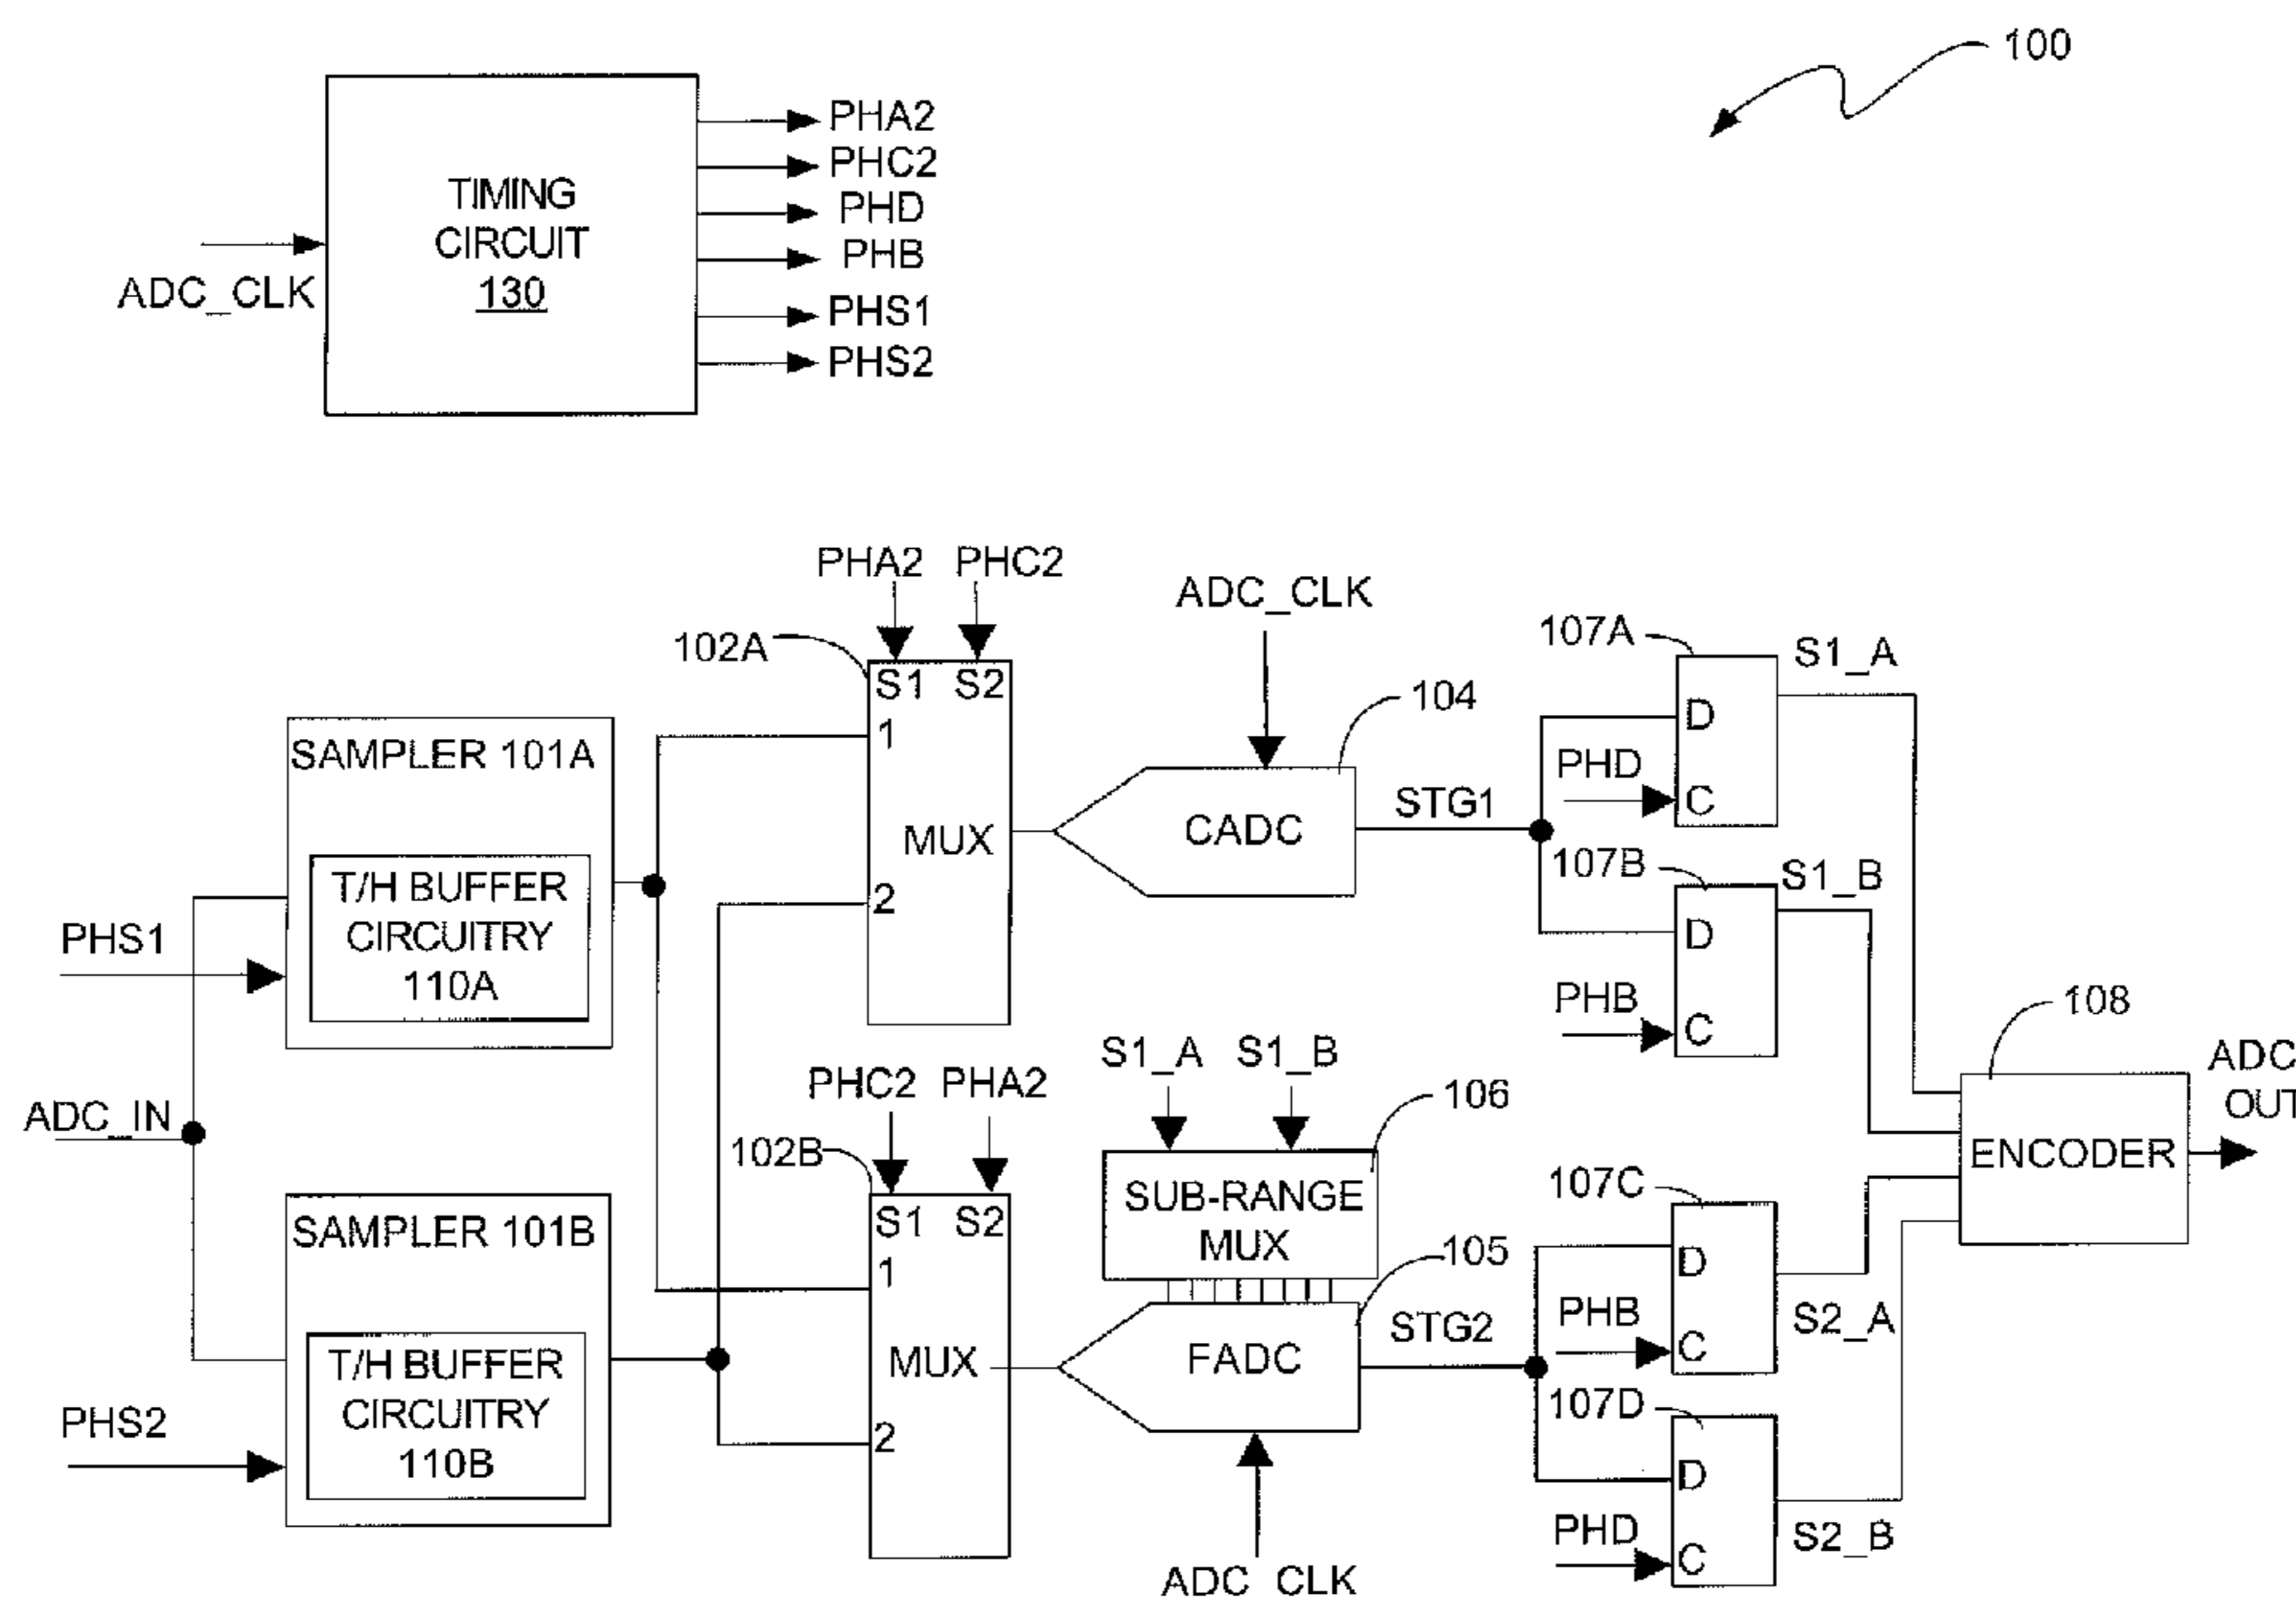 100
PHA2
PHC2
TIMING
CIRCUIT
130
PHD
PHB
ADC_CLK
PHS1
PHS2
PHA2 PHC2
ADC_CLK
102A
S1 S2
1
MUX
2
104
CADC
STG1
107A
S1_A
D
PHD
C
107B
S1_B
D
PHB
C
SAMPLER 101A
T/H BUFFER
CIRCUITRY
110A
PHS1
ADC_IN
SAMPLER 101B
T/H BUFFER
CIRCUITRY
110B
PHS2
PHC2 PHA2
102B
S1 S2
1
MUX
2
S1_A S1_B
106
SUB-RANGE
MUX
105
FADC
STG2
ADC CLK
107C
D
PHB
C
S2_A
107D
D
PHD
C
S2_B
108
ENCODER
ADC
OUT